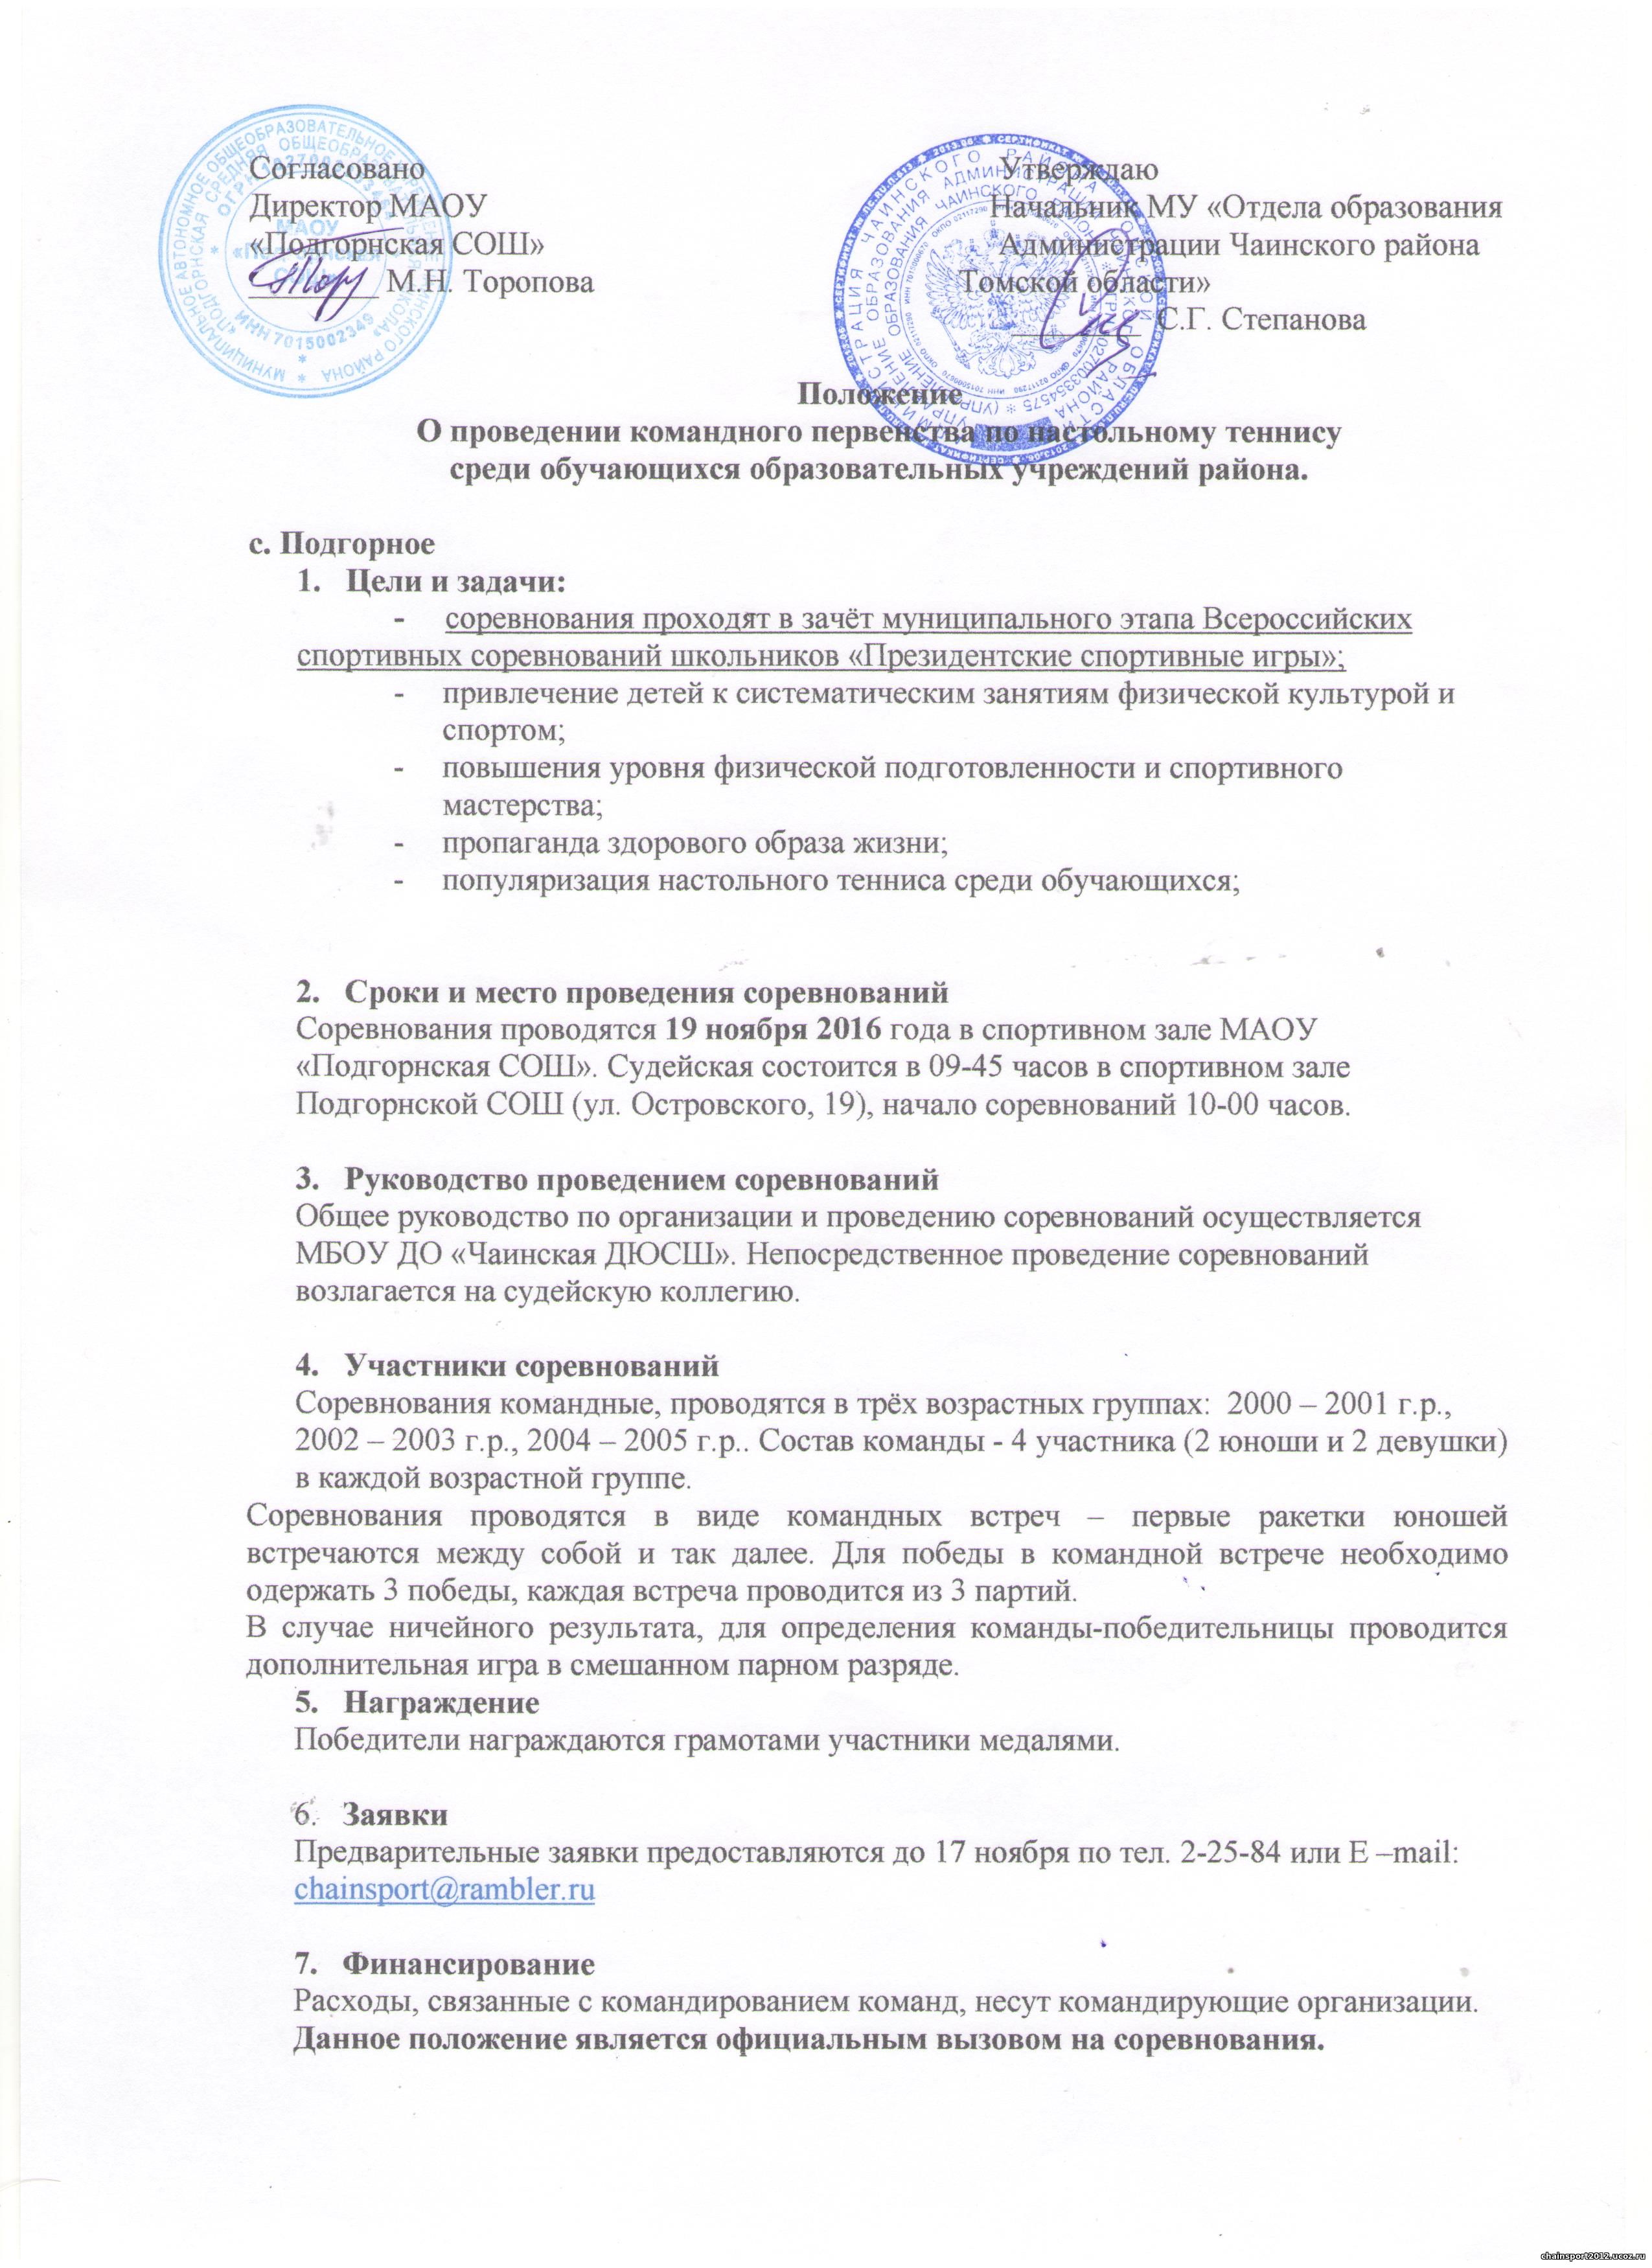 Согласовано
Директор МАОУ
«Подгорнская СОШ»
________ М.Н. Торопова
Утверждаю
Начальник МУ «Отдела образования
Администрации Чаинского района
Томской области»
________ С.Г. Степанова
МАОУ
ИНН 7015002349
Положение
О проведении командного первенства по настольному теннису
среди обучающихся образовательных учреждений района.
с. Подгорное
1. Цели и задачи:
- соревнования проходят в зачёт муниципального этапа Всероссийских
спортивных соревнований школьников «Президентские спортивные игры»;
- привлечение детей к систематическим занятиям физической культурой и
спортом;
- повышения уровня физической подготовленности и спортивного
мастерства;
- пропаганда здорового образа жизни;
- популяризация настольного тенниса среди обучающихся;
2. Сроки и место проведения соревнований
Соревнования проводятся 19 ноября 2016 года в спортивном зале МАОУ
«Подгорнская СОШ». Судейская состоится в 09-45 часов в спортивном зале
Подгорнской СОШ (ул. Островского, 19), начало соревнований 10-00 часов.
3. Руководство проведением соревнований
Общее руководство по организации и проведению соревнований осуществляется
МБОУ ДО «Чаинская ДЮСШ». Непосредственное проведение соревнований
возлагается на судейскую коллегию.
4. Участники соревнований
Соревнования командные, проводятся в трёх возрастных группах: 2000 – 2001 г.р.,
2002 – 2003 г.р., 2004 – 2005 г.р.. Состав команды - 4 участника (2 юноши и 2 девушки)
в каждой возрастной группе.
Соревнования проводятся в виде командных встреч – первые ракетки юношей
встречаются между собой и так далее. Для победы в командной встрече необходимо
одержать 3 победы, каждая встреча проводится из 3 партий.
В случае ничейного результата, для определения команды-победительницы проводится
дополнительная игра в смешанном парном разряде.
5. Награждение
Победители награждаются грамотами участники медалями.
6. Заявки
Предварительные заявки предоставляются до 17 ноября по тел. 2-25-84 или E –mail:
chainsport@rambler.ru
7. Финансирование
Расходы, связанные с командированием команд, несут командирующие организации.
Данное положение является официальным вызовом на соревнования.
chainsport2012.ucoz.ru